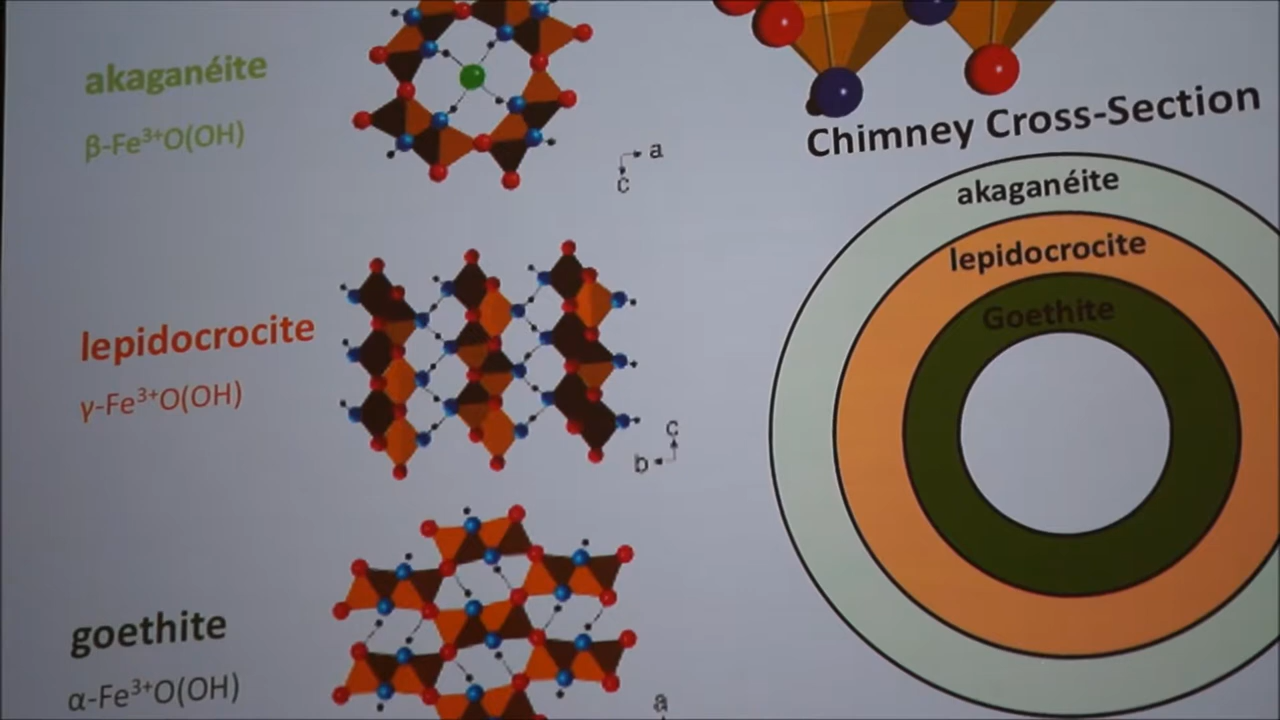 akaganéite
β-Fe³⁺O(OH)
a
c
lepidocrocite
γ-Fe³⁺O(OH)
c
b
goethite
α-Fe³⁺O(OH)
a
Chimney Cross-Section
akaganéite
lepidocrocite
Goethite